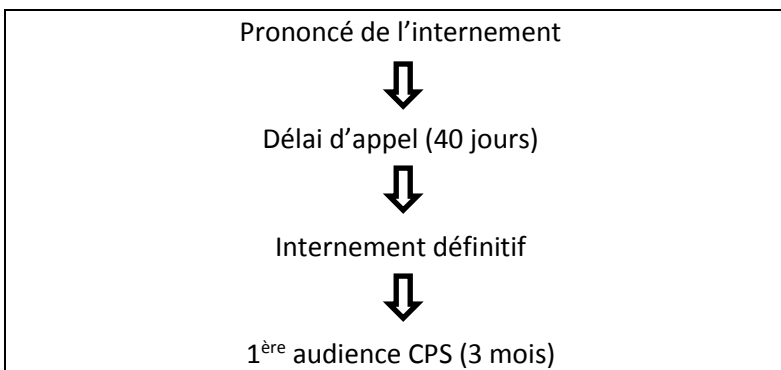 Prononcé de l’internement
Délai d’appel (40 jours)
Internement définitif
1ère audience CPS (3 mois)